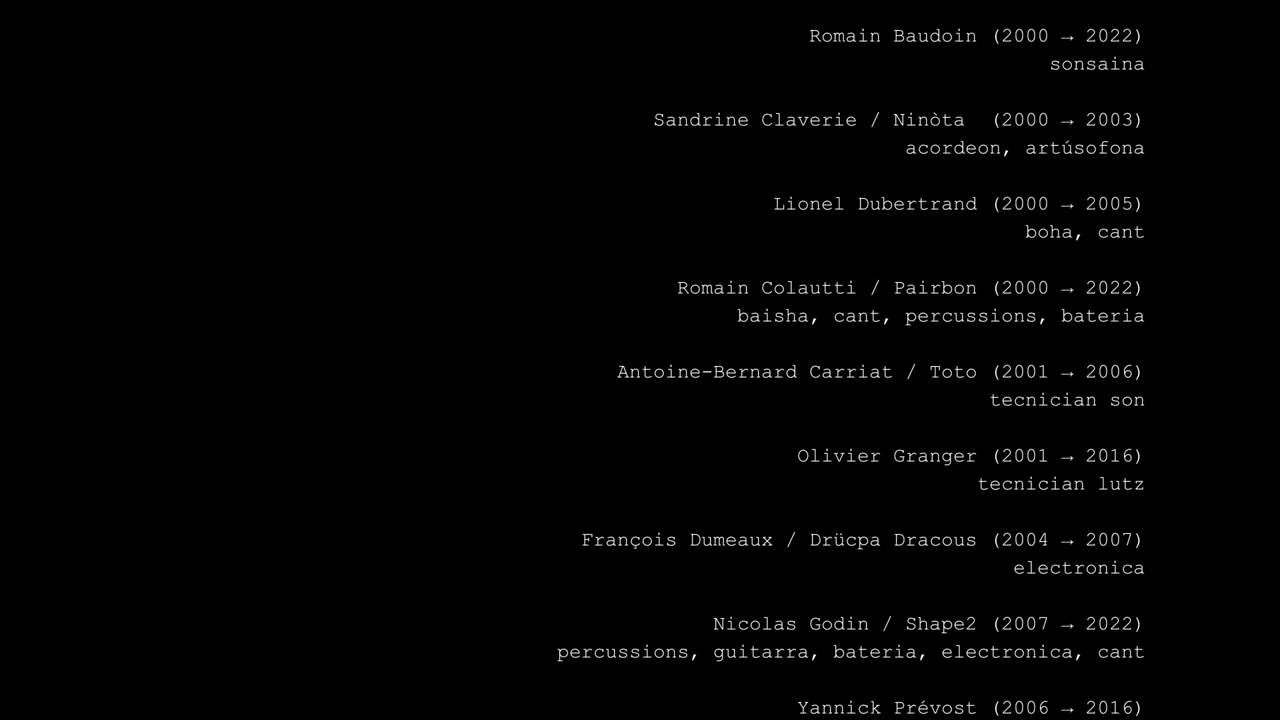 Romain Baudoin (2000 → 2022)
sonsaina
Sandrine Claverie / Ninòta  (2000 → 2003)
acordeon, artúsofona
Lionel Dubertrand (2000 → 2005)
boha, cant
Romain Colautti / Pairbon (2000 → 2022)
baisha, cant, percussions, bateria
Antoine-Bernard Carriat / Toto (2001 → 2006)
tecnician son
Olivier Granger (2001 → 2016)
tecnician lutz
François Dumeaux / Drücpa Dracous (2004 → 2007)
electronica
Nicolas Godin / Shape2 (2007 → 2022)
percussions, guitarra, bateria, electronica, cant
Yannick Prévost (2006 → 2016)